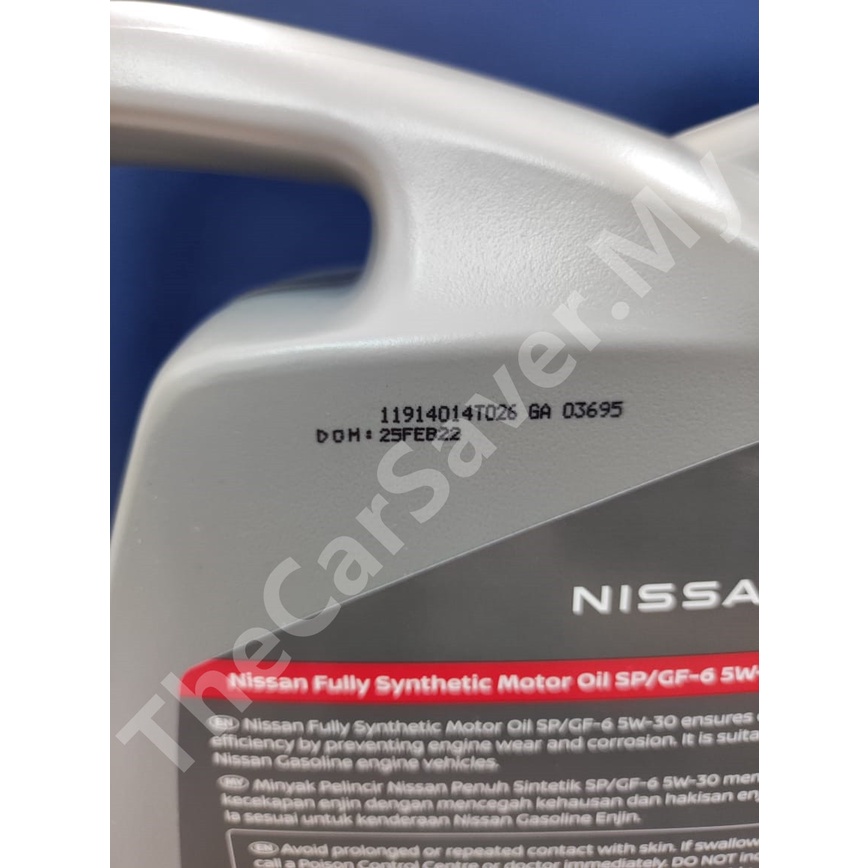 11914014T026 GA 03695
DOM: 25FEB22
TheCarSaver.My
NISSA
Nissan Fully Synthetic Motor Oil SP/GF-6 5W-
EN Nissan Fully Synthetic Motor Oil SP/GF-6 5W-30 ensures
efficiency by preventing engine wear and corrosion. It is suita
Nissan Gasoline engine vehicles.
MY Minyak Pelincir Nissan Penuh Sintetik SP/GF-6 5W-30 mem
kecekapan enjin dengan mencegah kehausan dan hakisan enj
Ia sesuai untuk kenderaan Nissan Gasoline Enjin.
EN Avoid prolonged or repeated contact with skin. If swallow
call a Poison Control Centre or doctor immediately. DO NOT in